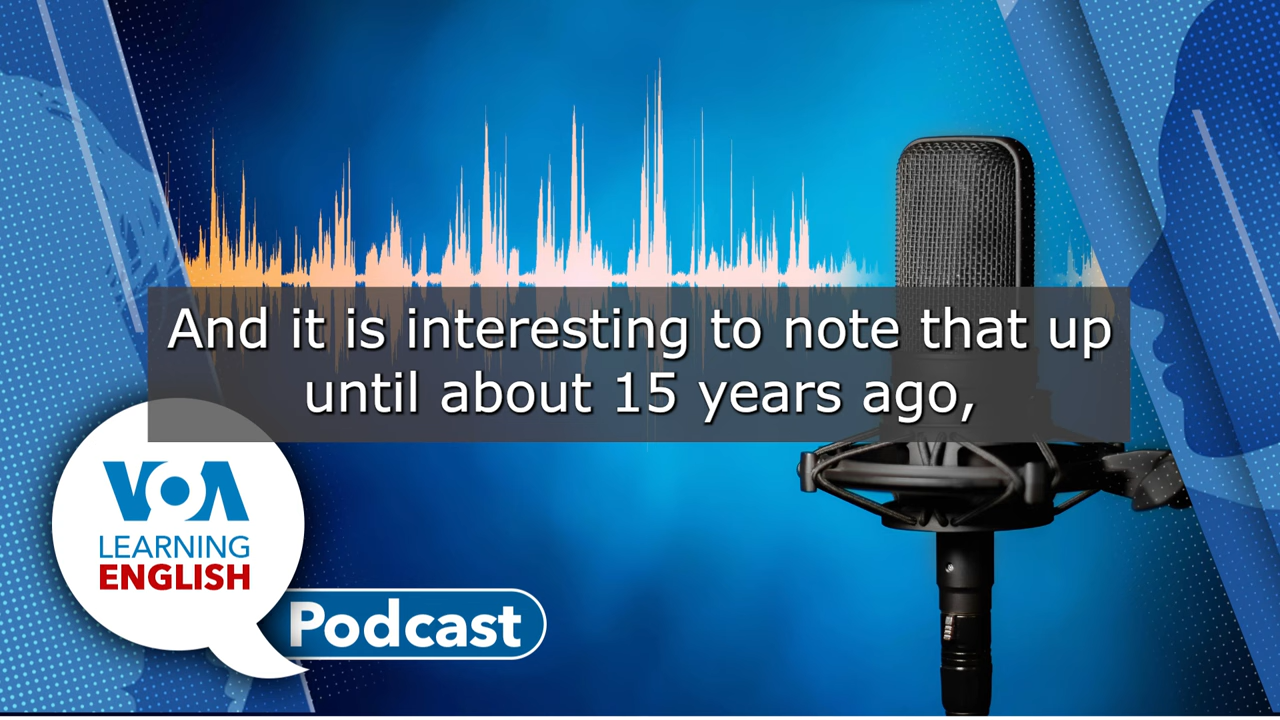 And it is interesting to note that up
until about 15 years ago,
VOA
LEARNING
ENGLISH
Podcast